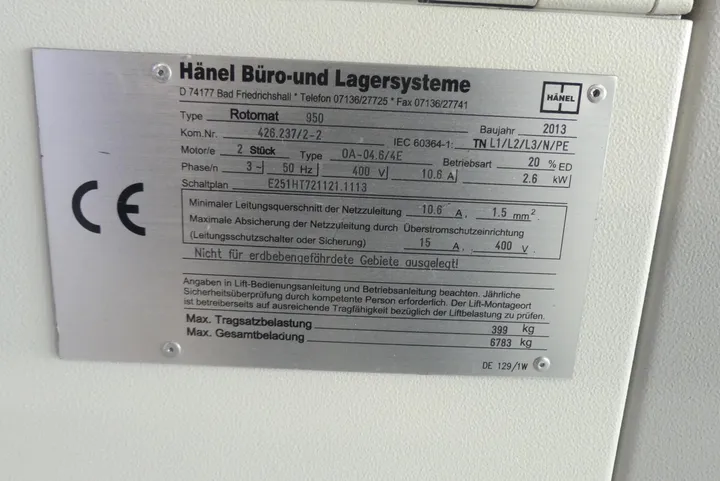 Hänel Büro-und Lagersysteme
D 74177 Bad Friedrichshall * Telefon 07136/27725 * Fax 07136/27741
HÄNEL
Type Rotomat 950 Baujahr 2013
Kom.Nr. 426.237/2-2 IEC 60364-1: TN L1/L2/L3/N/PE
Motor/e 2 Stück Type 0A-04.6/4E Betriebsart 20 % ED
Phase/n 3~ 50 Hz 400 V 10.6 A 2.6 kW
Schaltplan E251HT721121.1113
CE
Minimaler Leitungsquerschnitt der Netzzuleitung 10.6 A, 1.5 mm²
Maximale Absicherung der Netzzuleitung durch Überstromschutzeinrichtung
(Leitungsschutzschalter oder Sicherung) 15 A, 400 V
Nicht für erdbebengefährdete Gebiete ausgelegt!
Angaben in Lift-Bedienungsanleitung und Betriebsanleitung beachten. Jährliche
Sicherheitsüberprüfung durch kompetente Person erforderlich. Der Lift-Montageort
ist betreiberseits auf ausreichende Tragfähigkeit bezüglich der Liftbelastung zu prüfen.
Max. Tragsatzbelastung 399 kg
Max. Gesamtbeladung 6783 kg
DE 129/1W